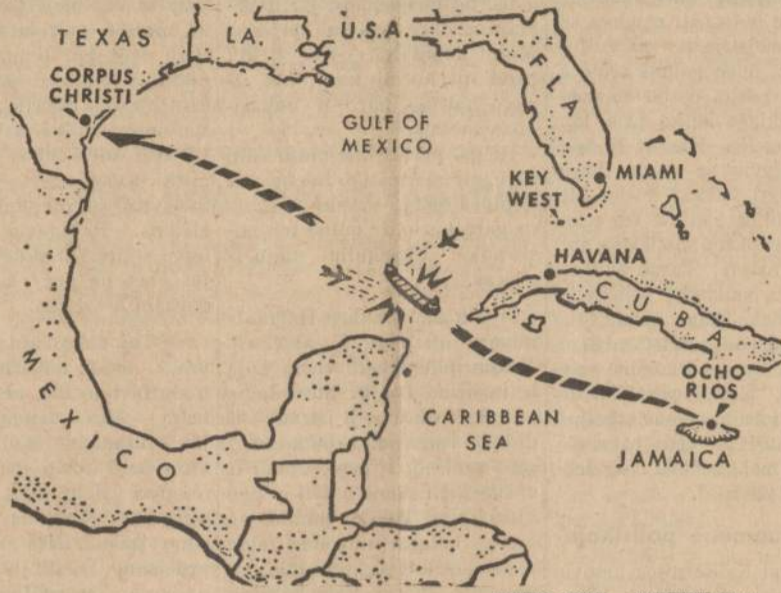 TEXAS
LA.
U.S.A.
CORPUS
CHRISTI
GULF OF
MEXICO
FLA
MIAMI
KEY
WEST
HAVANA
CUBA
OCHO
RIOS
CARIBBEAN
SEA
JAMAICA
MEXICO